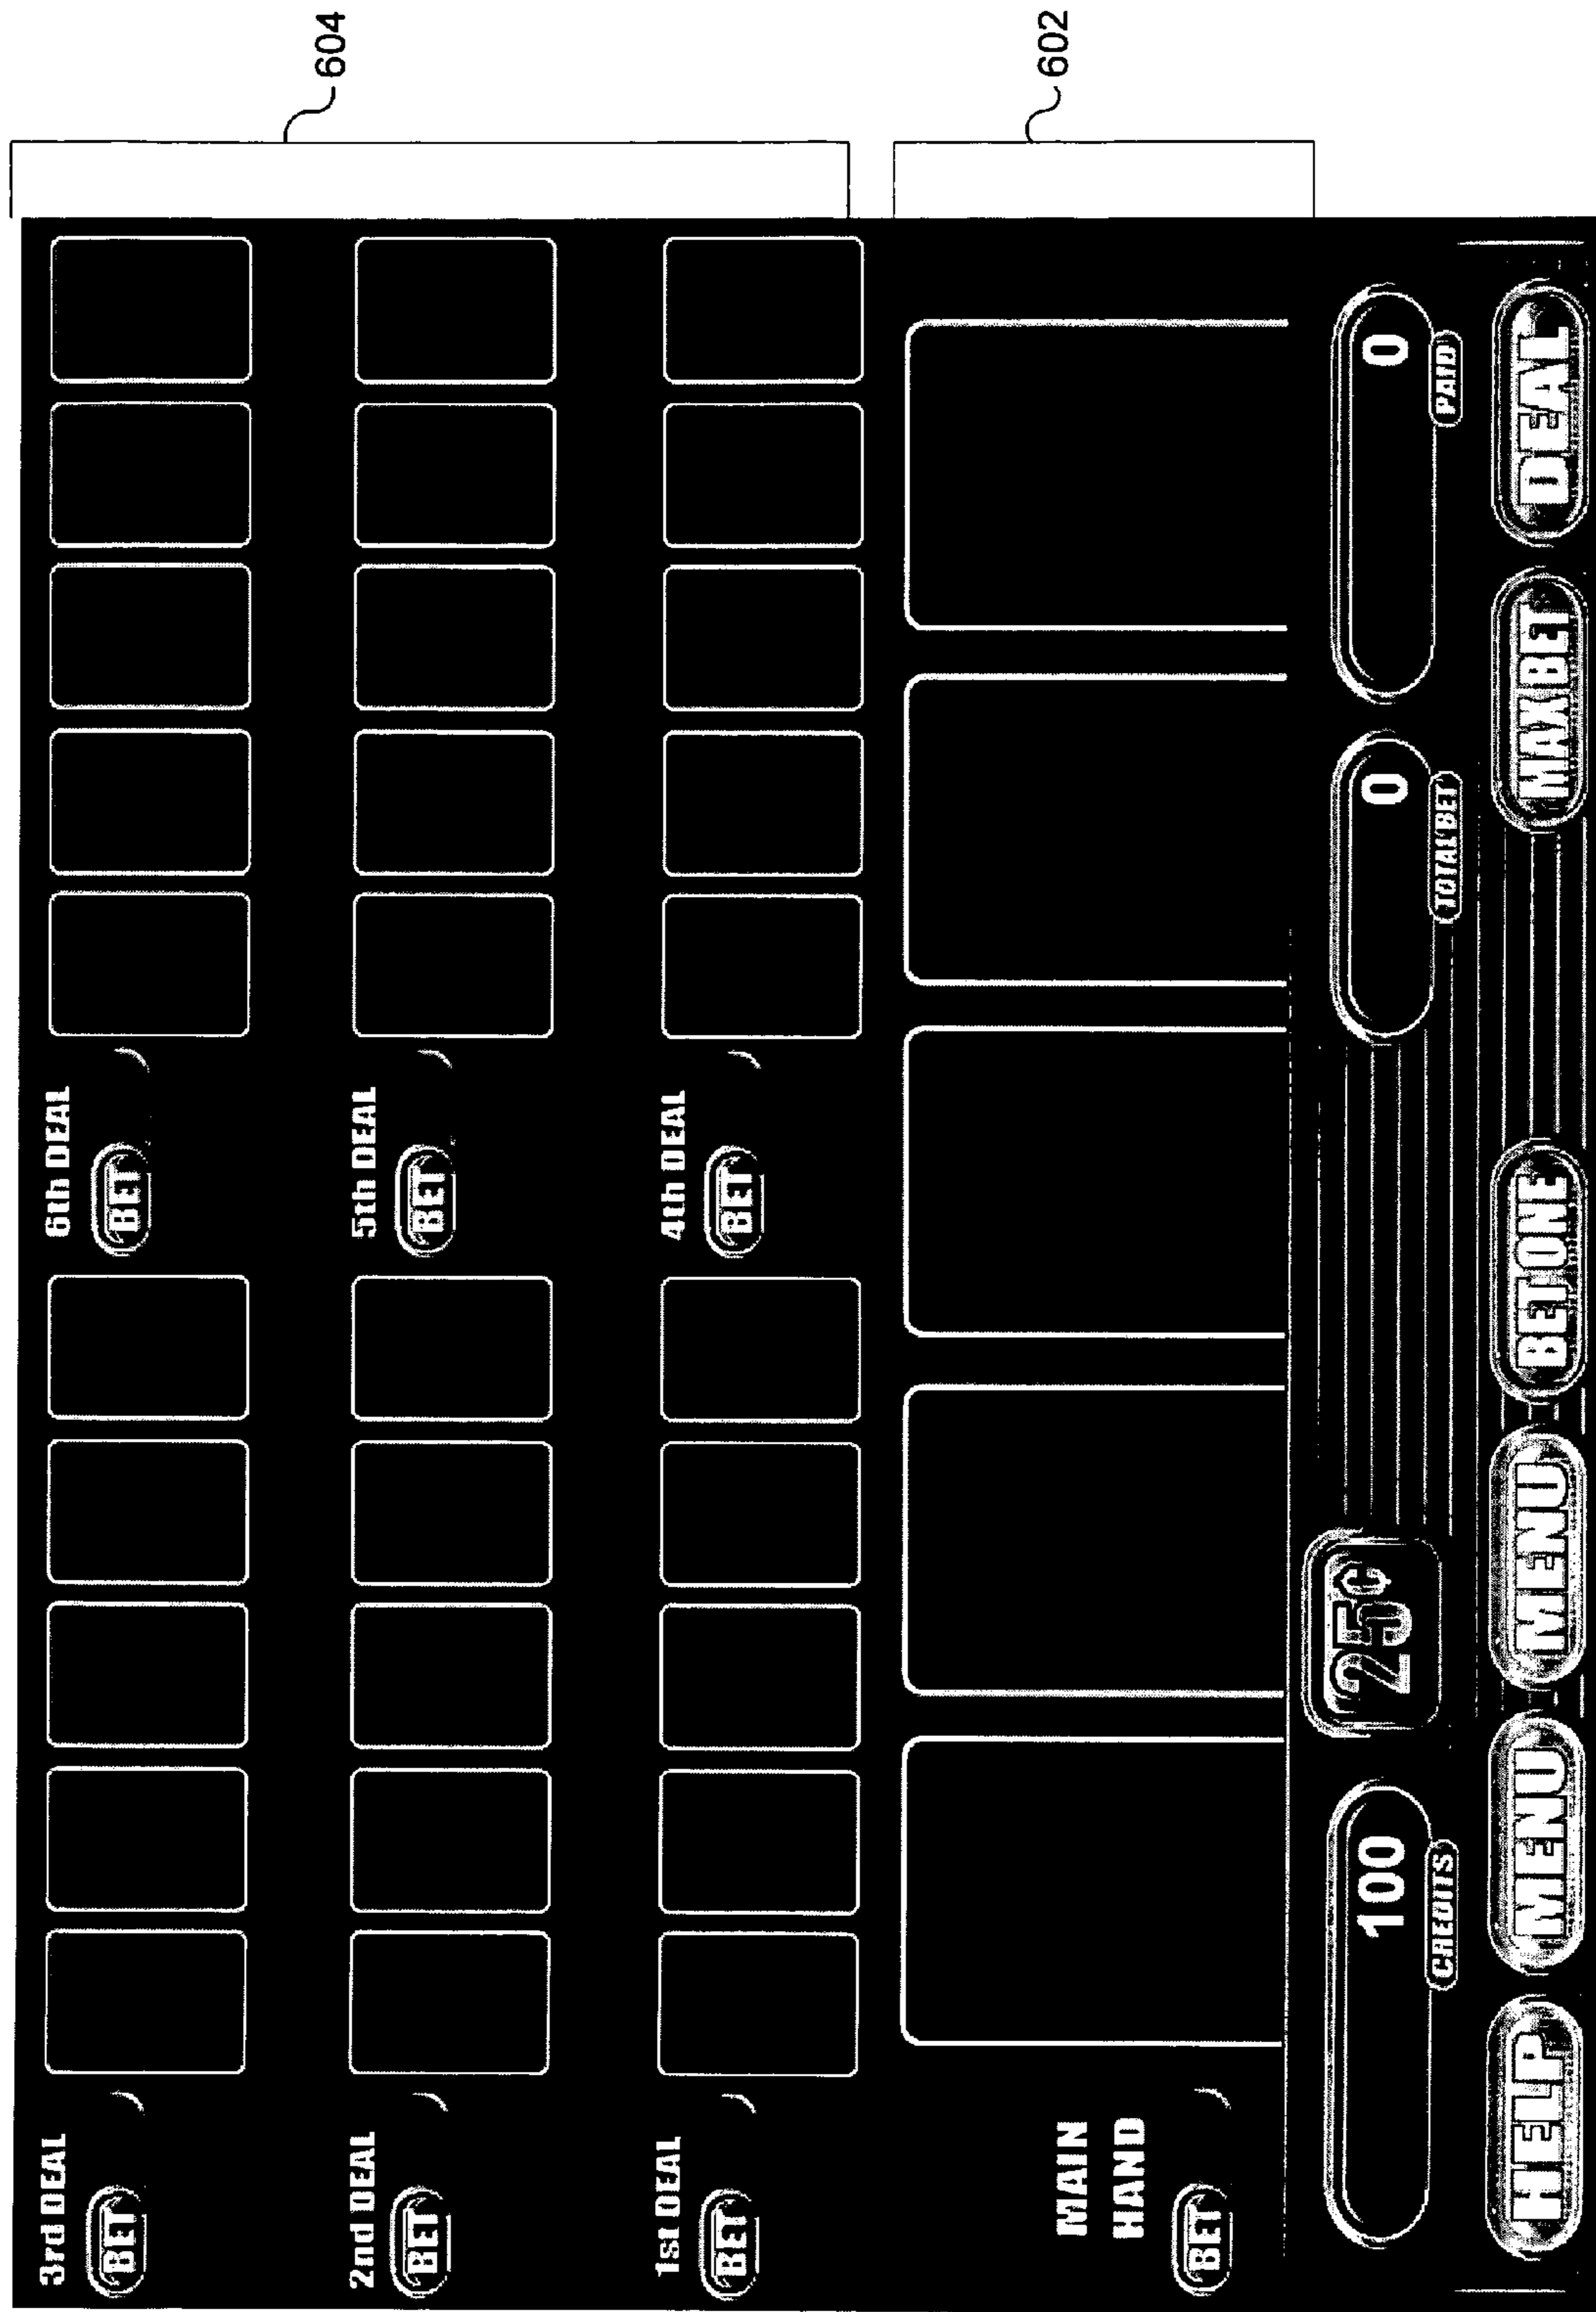 3rd DEAL
BET
6th DEAL
BET
604
2nd DEAL
BET
5th DEAL
BET
1st DEAL
BET
4th DEAL
BET
MAIN
HAND
BET
602
100
CREDITS
25¢
0
TOTAL BET
0
PAID
HELP
MENU
MENU
BET ONE
MAX BET
DEAL